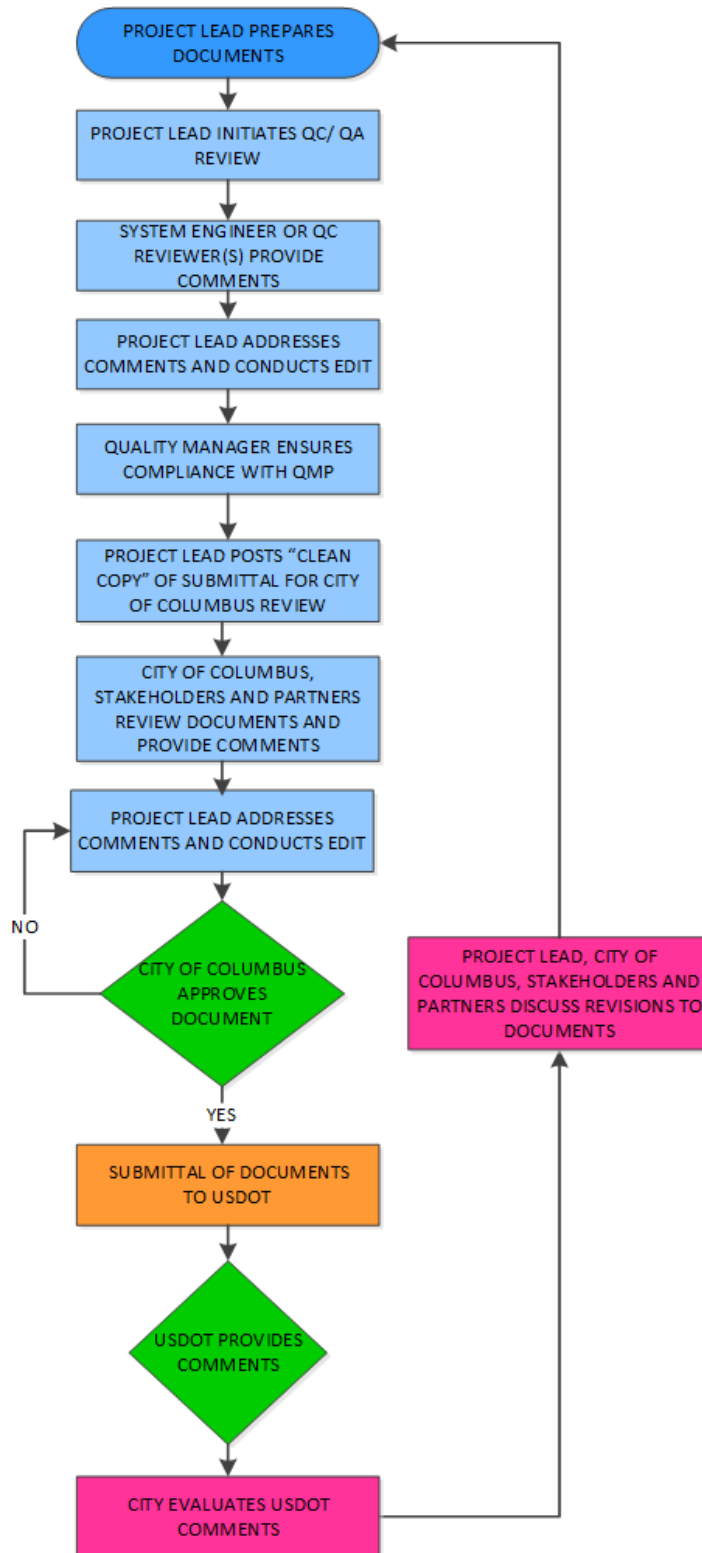 PROJECT LEAD PREPARES
DOCUMENTS
PROJECT LEAD INITIATES QC/ QA
REVIEW
SYSTEM ENGINEER OR QC
REVIEWER(S) PROVIDE
COMMENTS
PROJECT LEAD ADDRESSES
COMMENTS AND CONDUCTS EDIT
QUALITY MANAGER ENSURES
COMPLIANCE WITH QMP
PROJECT LEAD POSTS “CLEAN
COPY” OF SUBMITTAL FOR CITY
OF COLUMBUS REVIEW
CITY OF COLUMBUS,
STAKEHOLDERS AND PARTNERS
REVIEW DOCUMENTS AND
PROVIDE COMMENTS
PROJECT LEAD ADDRESSES
COMMENTS AND CONDUCTS EDIT
NO
CITY OF COLUMBUS
APPROVES
DOCUMENT
YES
SUBMITTAL OF DOCUMENTS
TO USDOT
USDOT PROVIDES
COMMENTS
CITY EVALUATES USDOT
COMMENTS
PROJECT LEAD, CITY OF
COLUMBUS, STAKEHOLDERS AND
PARTNERS DISCUSS REVISIONS TO
DOCUMENTS